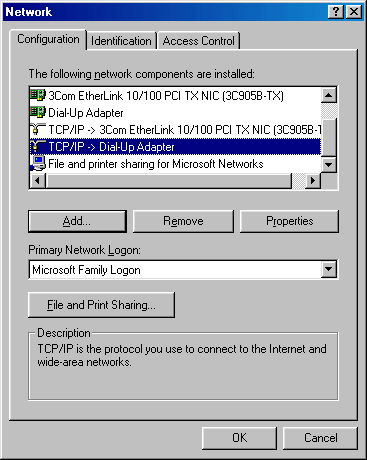 Network
Configuration Identification Access Control
The following network components are installed:
3Com EtherLink 10/100 PCI TX NIC (3C905B-TX)
Dial-Up Adapter
TCP/IP -> 3Com EtherLink 10/100 PCI TX NIC (3C905B-T
TCP/IP -> Dial-Up Adapter
File and printer sharing for Microsoft Networks
Add... Remove Properties
Primary Network Logon:
Microsoft Family Logon
File and Print Sharing...
Description
TCP/IP is the protocol you use to connect to the Internet and
wide-area networks.
OK Cancel